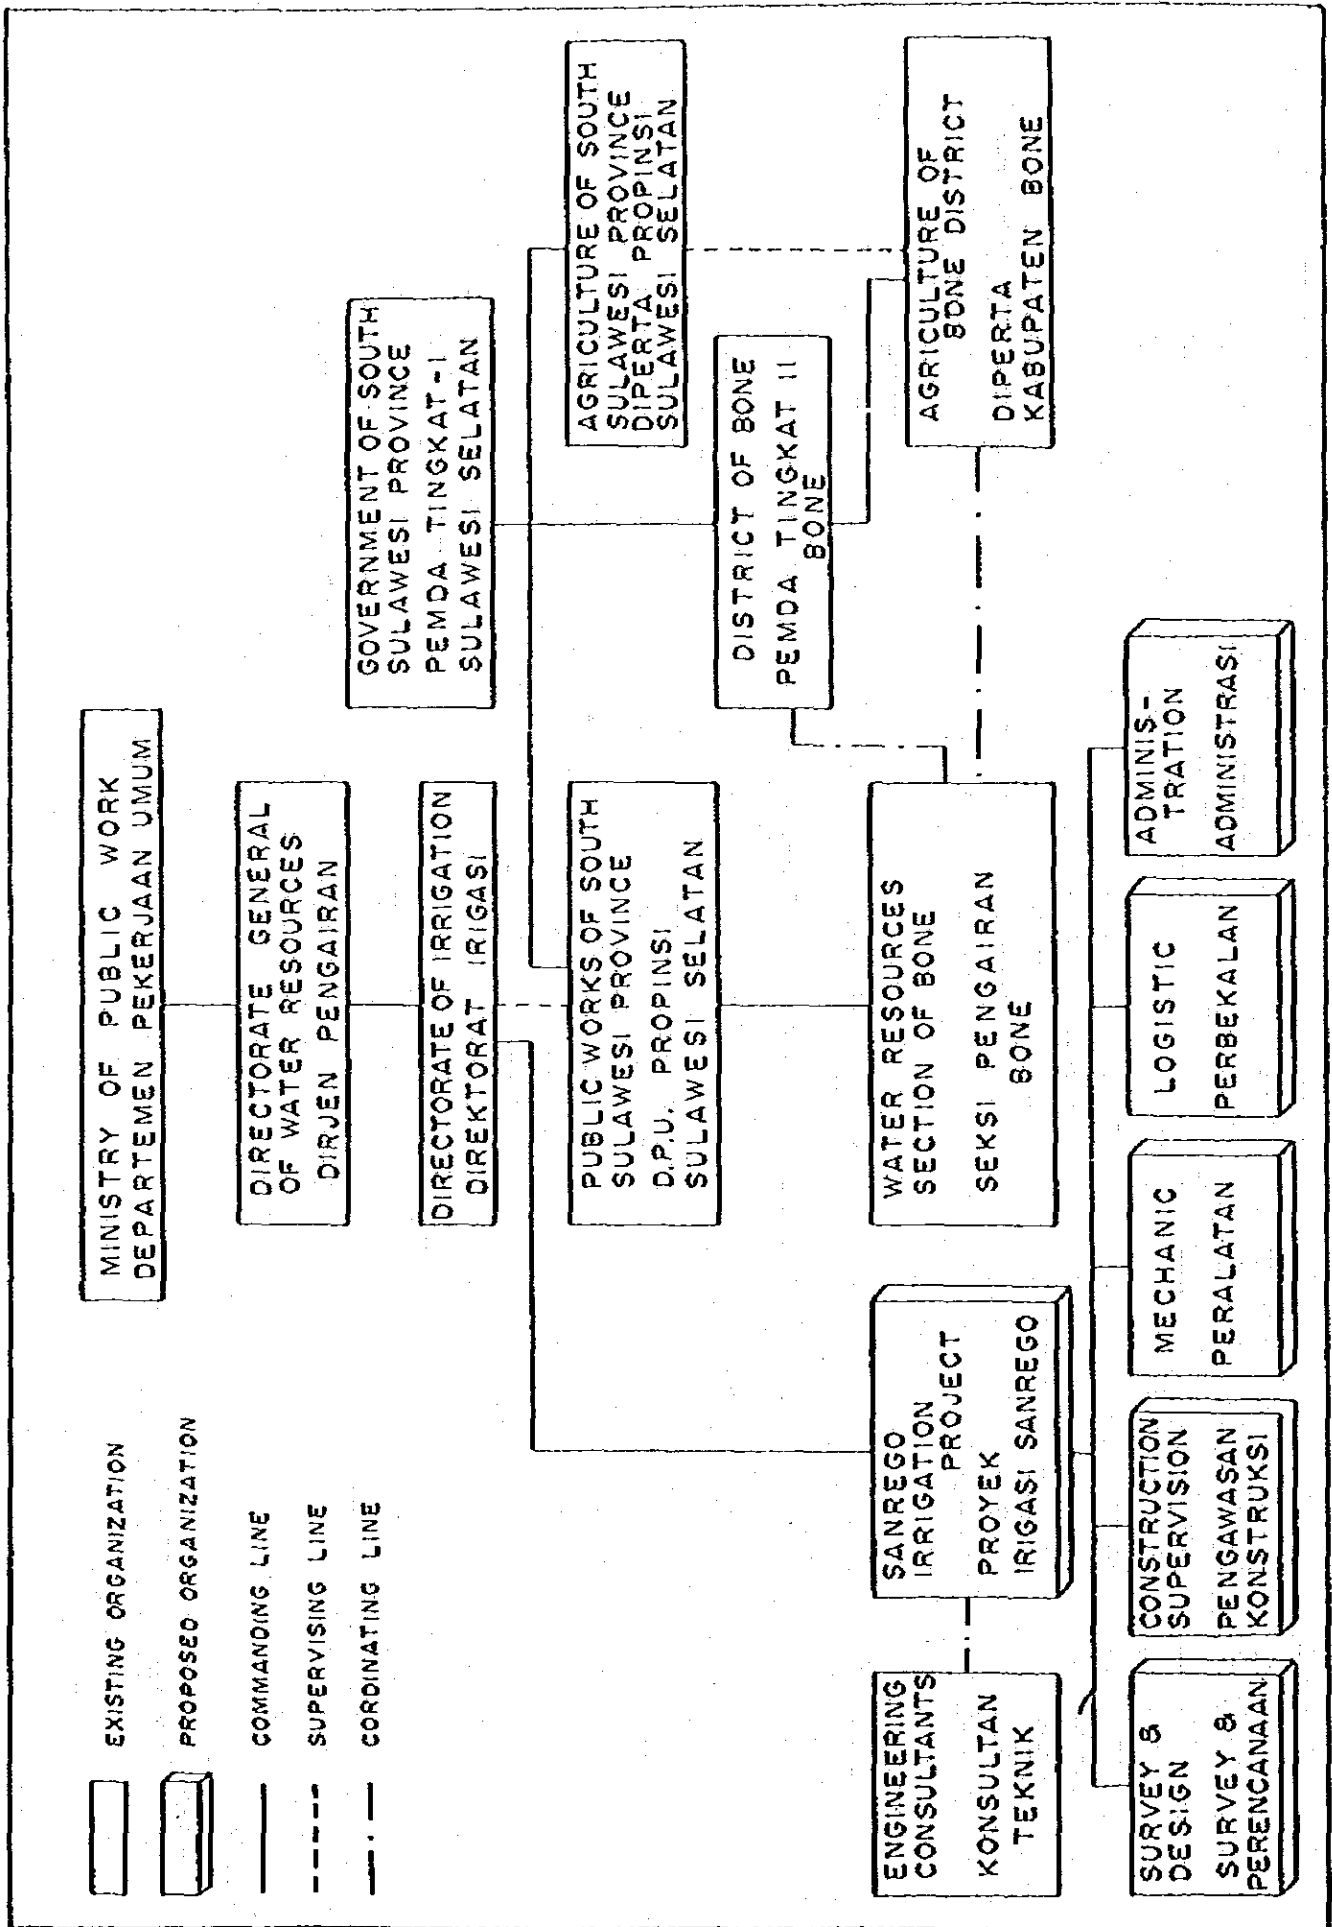 EXISTING ORGANIZATION
PROPOSED ORGANIZATION
COMMANDING LINE
SUPERVISING LINE
CORDINATING LINE
MINISTRY OF PUBLIC WORK
DEPARTEMEN PEKERJAAN UMUM
DIRECTORATE GENERAL
OF WATER RESOURCES
DIRJEN PENGAIRAN
DIRECTORATE OF IRRIGATION
DIREKTORAT IRIGASI
GOVERNMENT OF SOUTH
SULAWESI PROVINCE
PEMDA TINGKAT-I
SULAWESI SELATAN
PUBLIC WORKS OF SOUTH
SULAWESI PROVINCE
D.P.U. PROPINSI
SULAWESI SELATAN
AGRICULTURE OF SOUTH
SULAWESI PROVINCE
DIPERTA PROPINSI
SULAWESI SELATAN
DISTRICT OF BONE
PEMDA TINGKAT II
BONE
ENGINEERING
CONSULTANTS
KONSULTAN
TEKNIK
SANREGO
IRRIGATION
PROJECT
PROYEK
IRIGASI SANREGO
WATER RESOURCES
SECTION OF BONE
SEKSI PENGAIRAN
BONE
AGRICULTURE OF
BONE DISTRICT
DIPERTA
KABUPATEN BONE
SURVEY &
DESIGN
SURVEY &
PERENCANAAN
CONSTRUCTION
SUPERVISION
PENGAWASAN
KONSTRUKSI
MECHANIC
PERALATAN
LOGISTIC
PERBEKALAN
ADMINIS-
TRATION
ADMINISTRASI